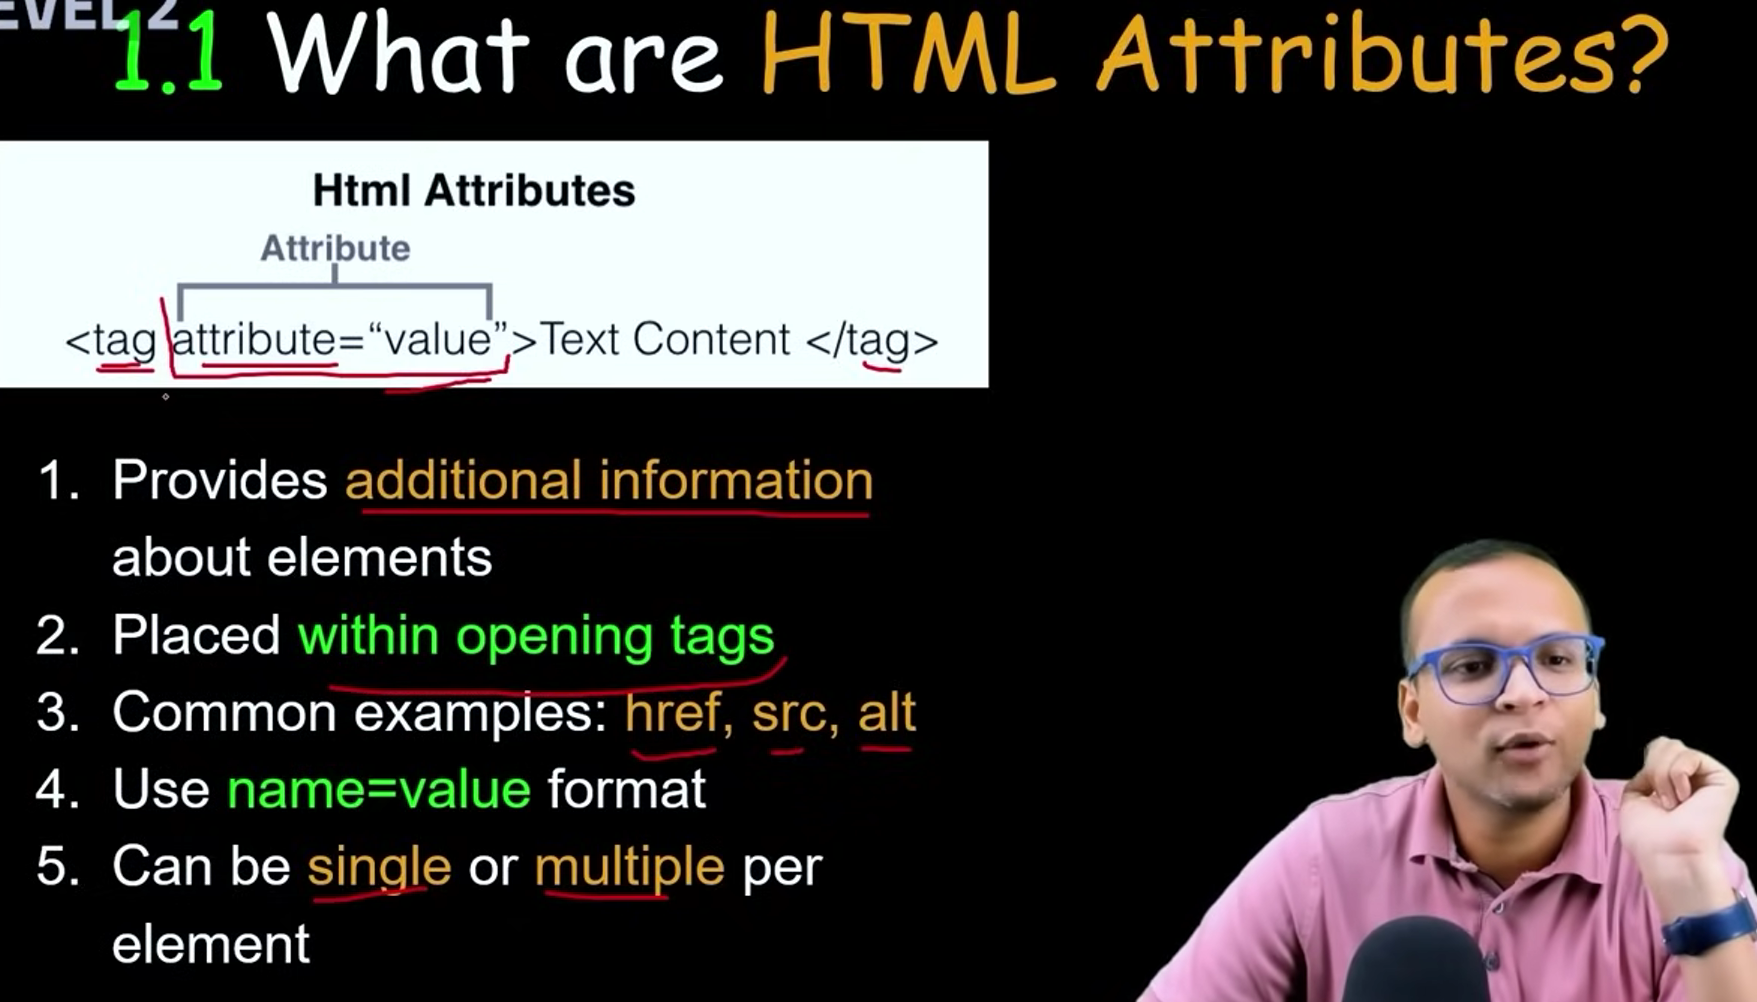 EVEL 2
1.1 What are HTML Attributes?
Html Attributes
Attribute
<tag attribute=“value”>Text Content </tag>
1. Provides additional information
about elements
2. Placed within opening tags
3. Common examples: href, src, alt
4. Use name=value format
5. Can be single or multiple per
element